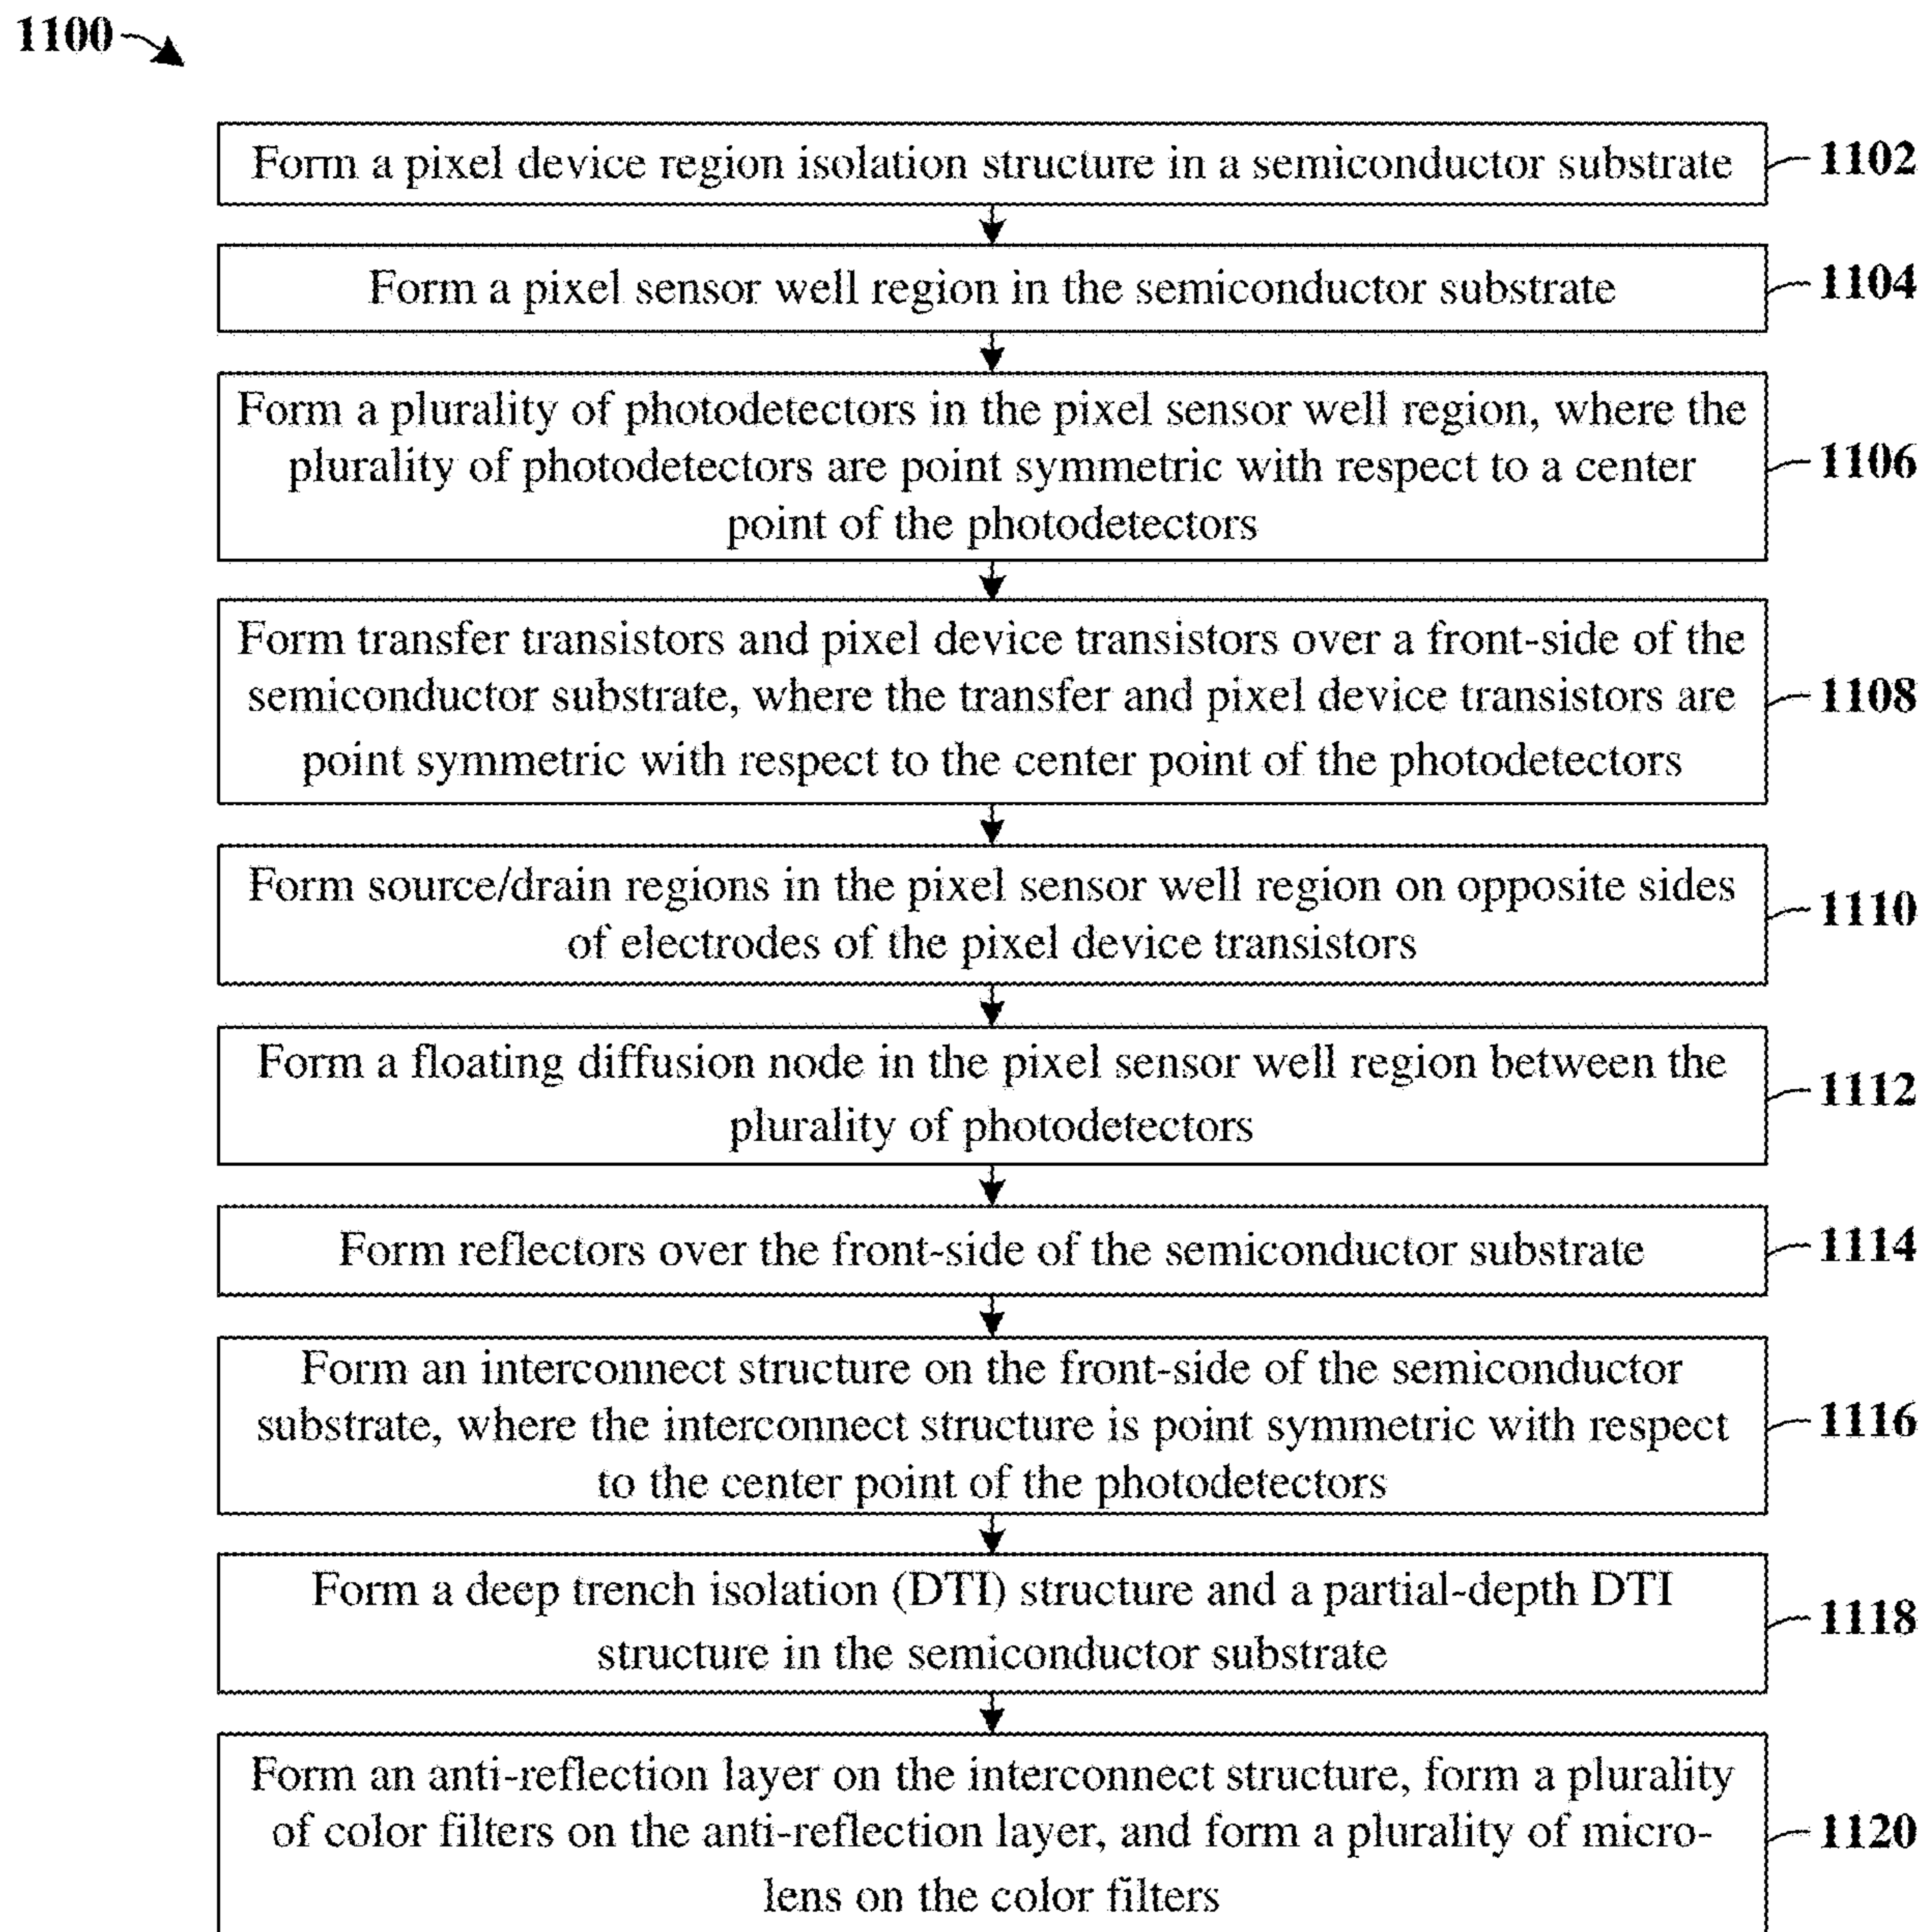 1100
Form a pixel device region isolation structure in a semiconductor substrate
1102
Form a pixel sensor well region in the semiconductor substrate
1104
Form a plurality of photodetectors in the pixel sensor well region, where the
plurality of photodetectors are point symmetric with respect to a center
point of the photodetectors
1106
Form transfer transistors and pixel device transistors over a front-side of the
semiconductor substrate, where the transfer and pixel device transistors are
point symmetric with respect to the center point of the photodetectors
1108
Form source/drain regions in the pixel sensor well region on opposite sides
of electrodes of the pixel device transistors
1110
Form a floating diffusion node in the pixel sensor well region between the
plurality of photodetectors
1112
Form reflectors over the front-side of the semiconductor substrate
1114
Form an interconnect structure on the front-side of the semiconductor
substrate, where the interconnect structure is point symmetric with respect
to the center point of the photodetectors
1116
Form a deep trench isolation (DTI) structure and a partial-depth DTI
structure in the semiconductor substrate
1118
Form an anti-reflection layer on the interconnect structure, form a plurality
of color filters on the anti-reflection layer, and form a plurality of micro-
lens on the color filters
1120